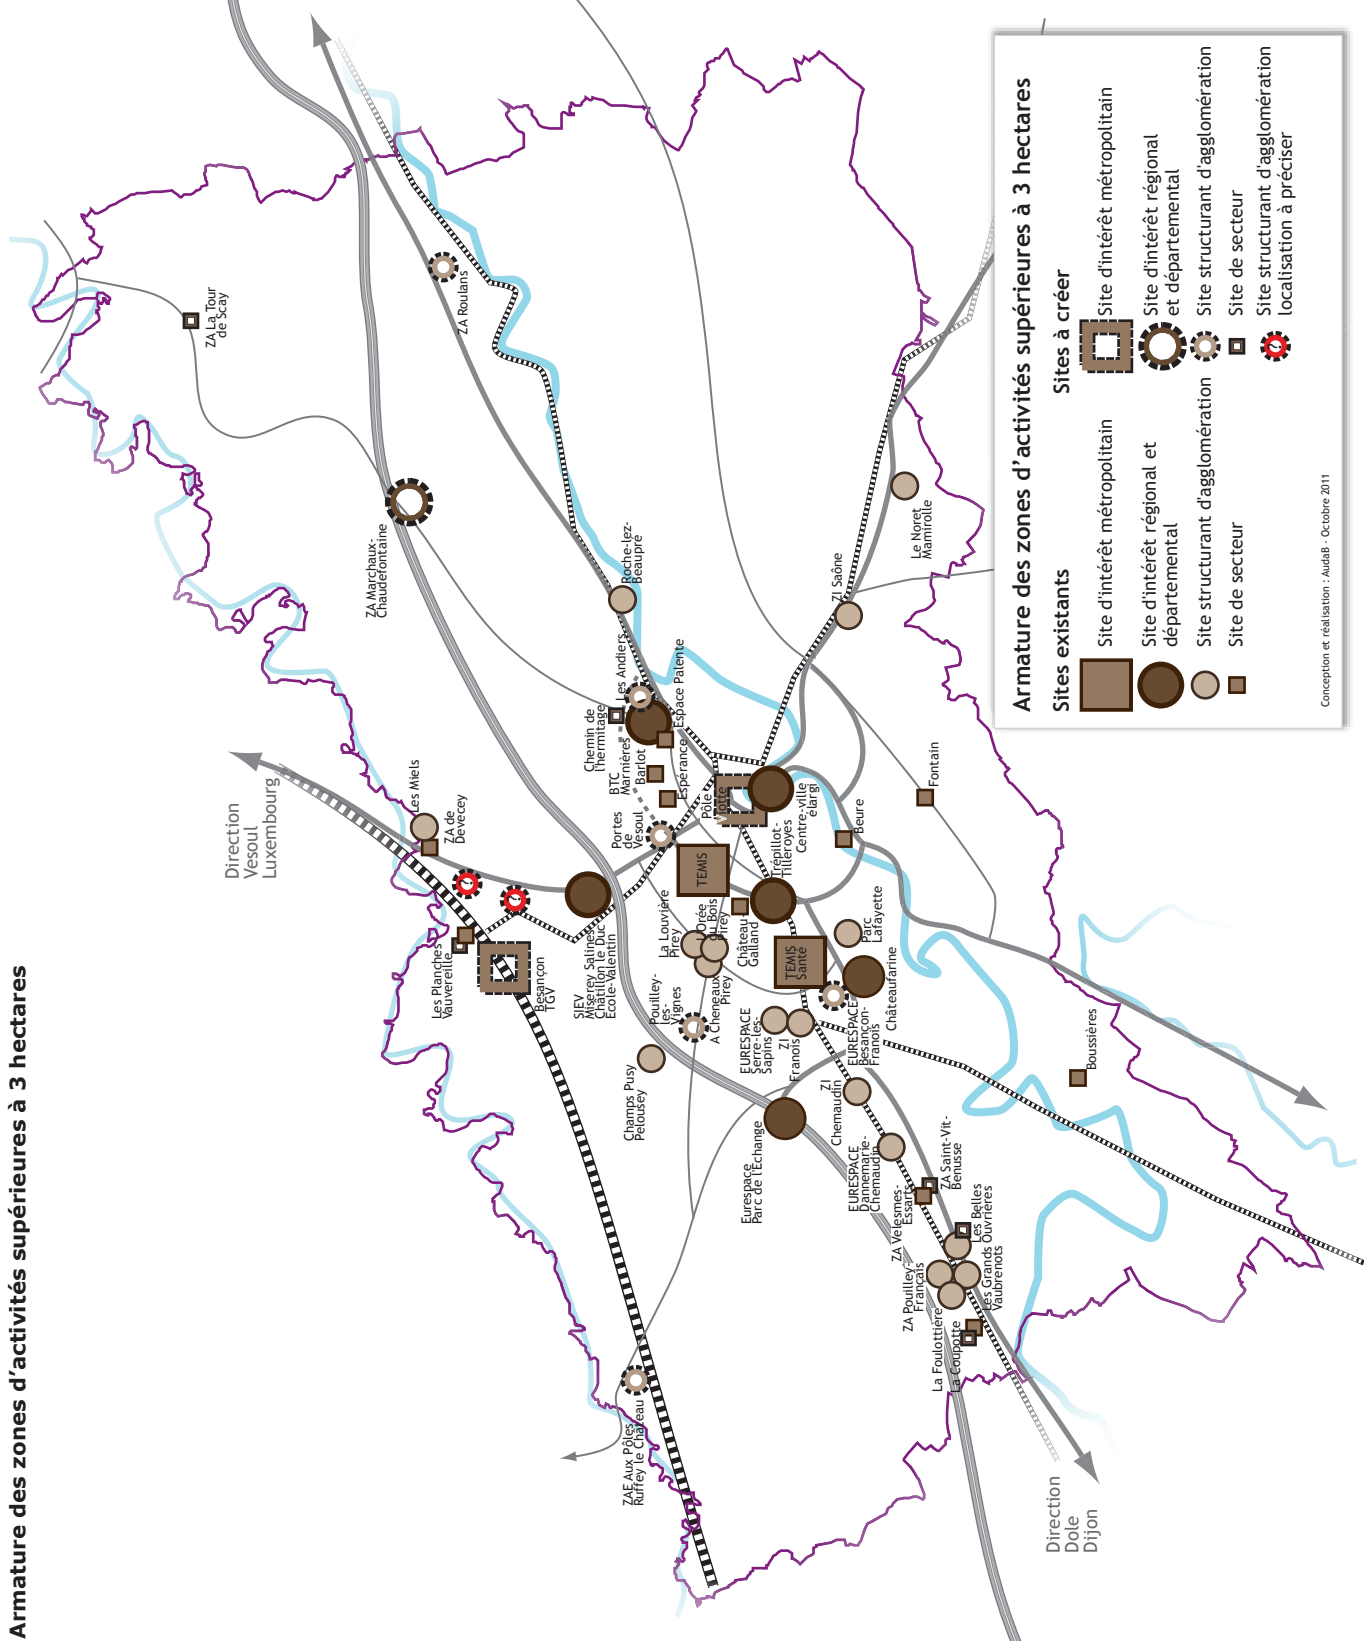 Armature des zones d'activités supérieures à 3 hectares
Direction
Vesoul
Luxembourg
ZA La Tour
de Scay
ZA Roulans
ZA Marchaux-
Chaudefontaine
Les Miels
ZA de
Devecey
Les Planches
Vauvereille
Besançon
TGV
SIEV
Miserey Salines
Châtillon le Duc
Ecole-Valentin
Chemin de
l'hermitage
Les Andiers
Roche-lez-
Beaupré
BTC
Marnières
Barlot
Espace Palente
Espérance
Portes
de
Vesoul
Pôle
Viotte
TEMIS
Trépillot-
Tilleroyes
Centre-ville
élargi
La Louvière
Pirey
Orée
du Bois
Pirey
Château-
Galland
A Cheneaux
Pirey
Pouilley-
les-
Vignes
Champs Pusy
Pelousey
TEMIS
Santé
Parc
Lafayette
Châteaufarine
EURESPACE
Serre-les-
Sapins
ZI
Franois
EURESPACE
Besançon-
Franois
ZI
Chemaudin
Eurespace
Parc de l'Echange
EURESPACE
Dannemarie-
Chemaudin
ZA Velesmes-
Essarts
ZA Saint-Vit-
Benusse
Les Belles
Ouvrières
Les Grands
Vaubrenots
ZA Pouilley
Français
La Foulottière
La Coupotte
ZAE Aux Pôles
Ruffey le Château
Beure
Fontain
ZI Saône
Le Noret
Mamirolle
Boussières
Direction
Dole
Dijon
Armature des zones d'activités supérieures à 3 hectares
Sites existants
Site d'intérêt métropolitain
Site d'intérêt régional et
départemental
Site structurant d'agglomération
Site de secteur
Sites à créer
Site d'intérêt métropolitain
Site d'intérêt régional
et départemental
Site structurant d'agglomération
Site de secteur
?
Site structurant d'agglomération
localisation à préciser
Conception et réalisation : AudaB - Octobre 2011